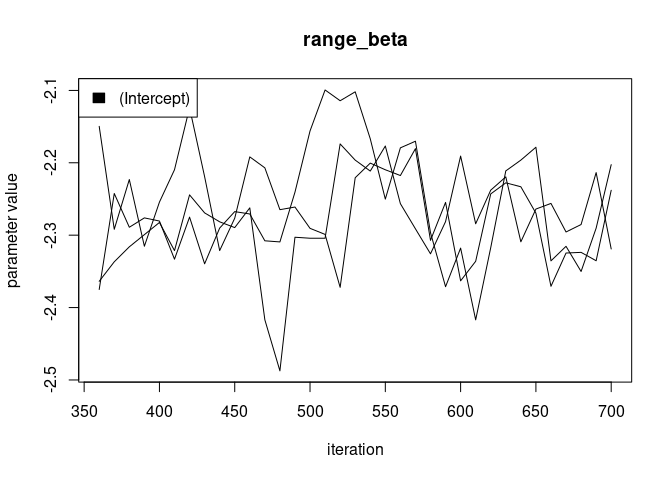 range_beta
(Intercept)
parameter value
-2.1
-2.2
-2.3
-2.4
-2.5
350 400 450 500 550 600 650 700
iteration